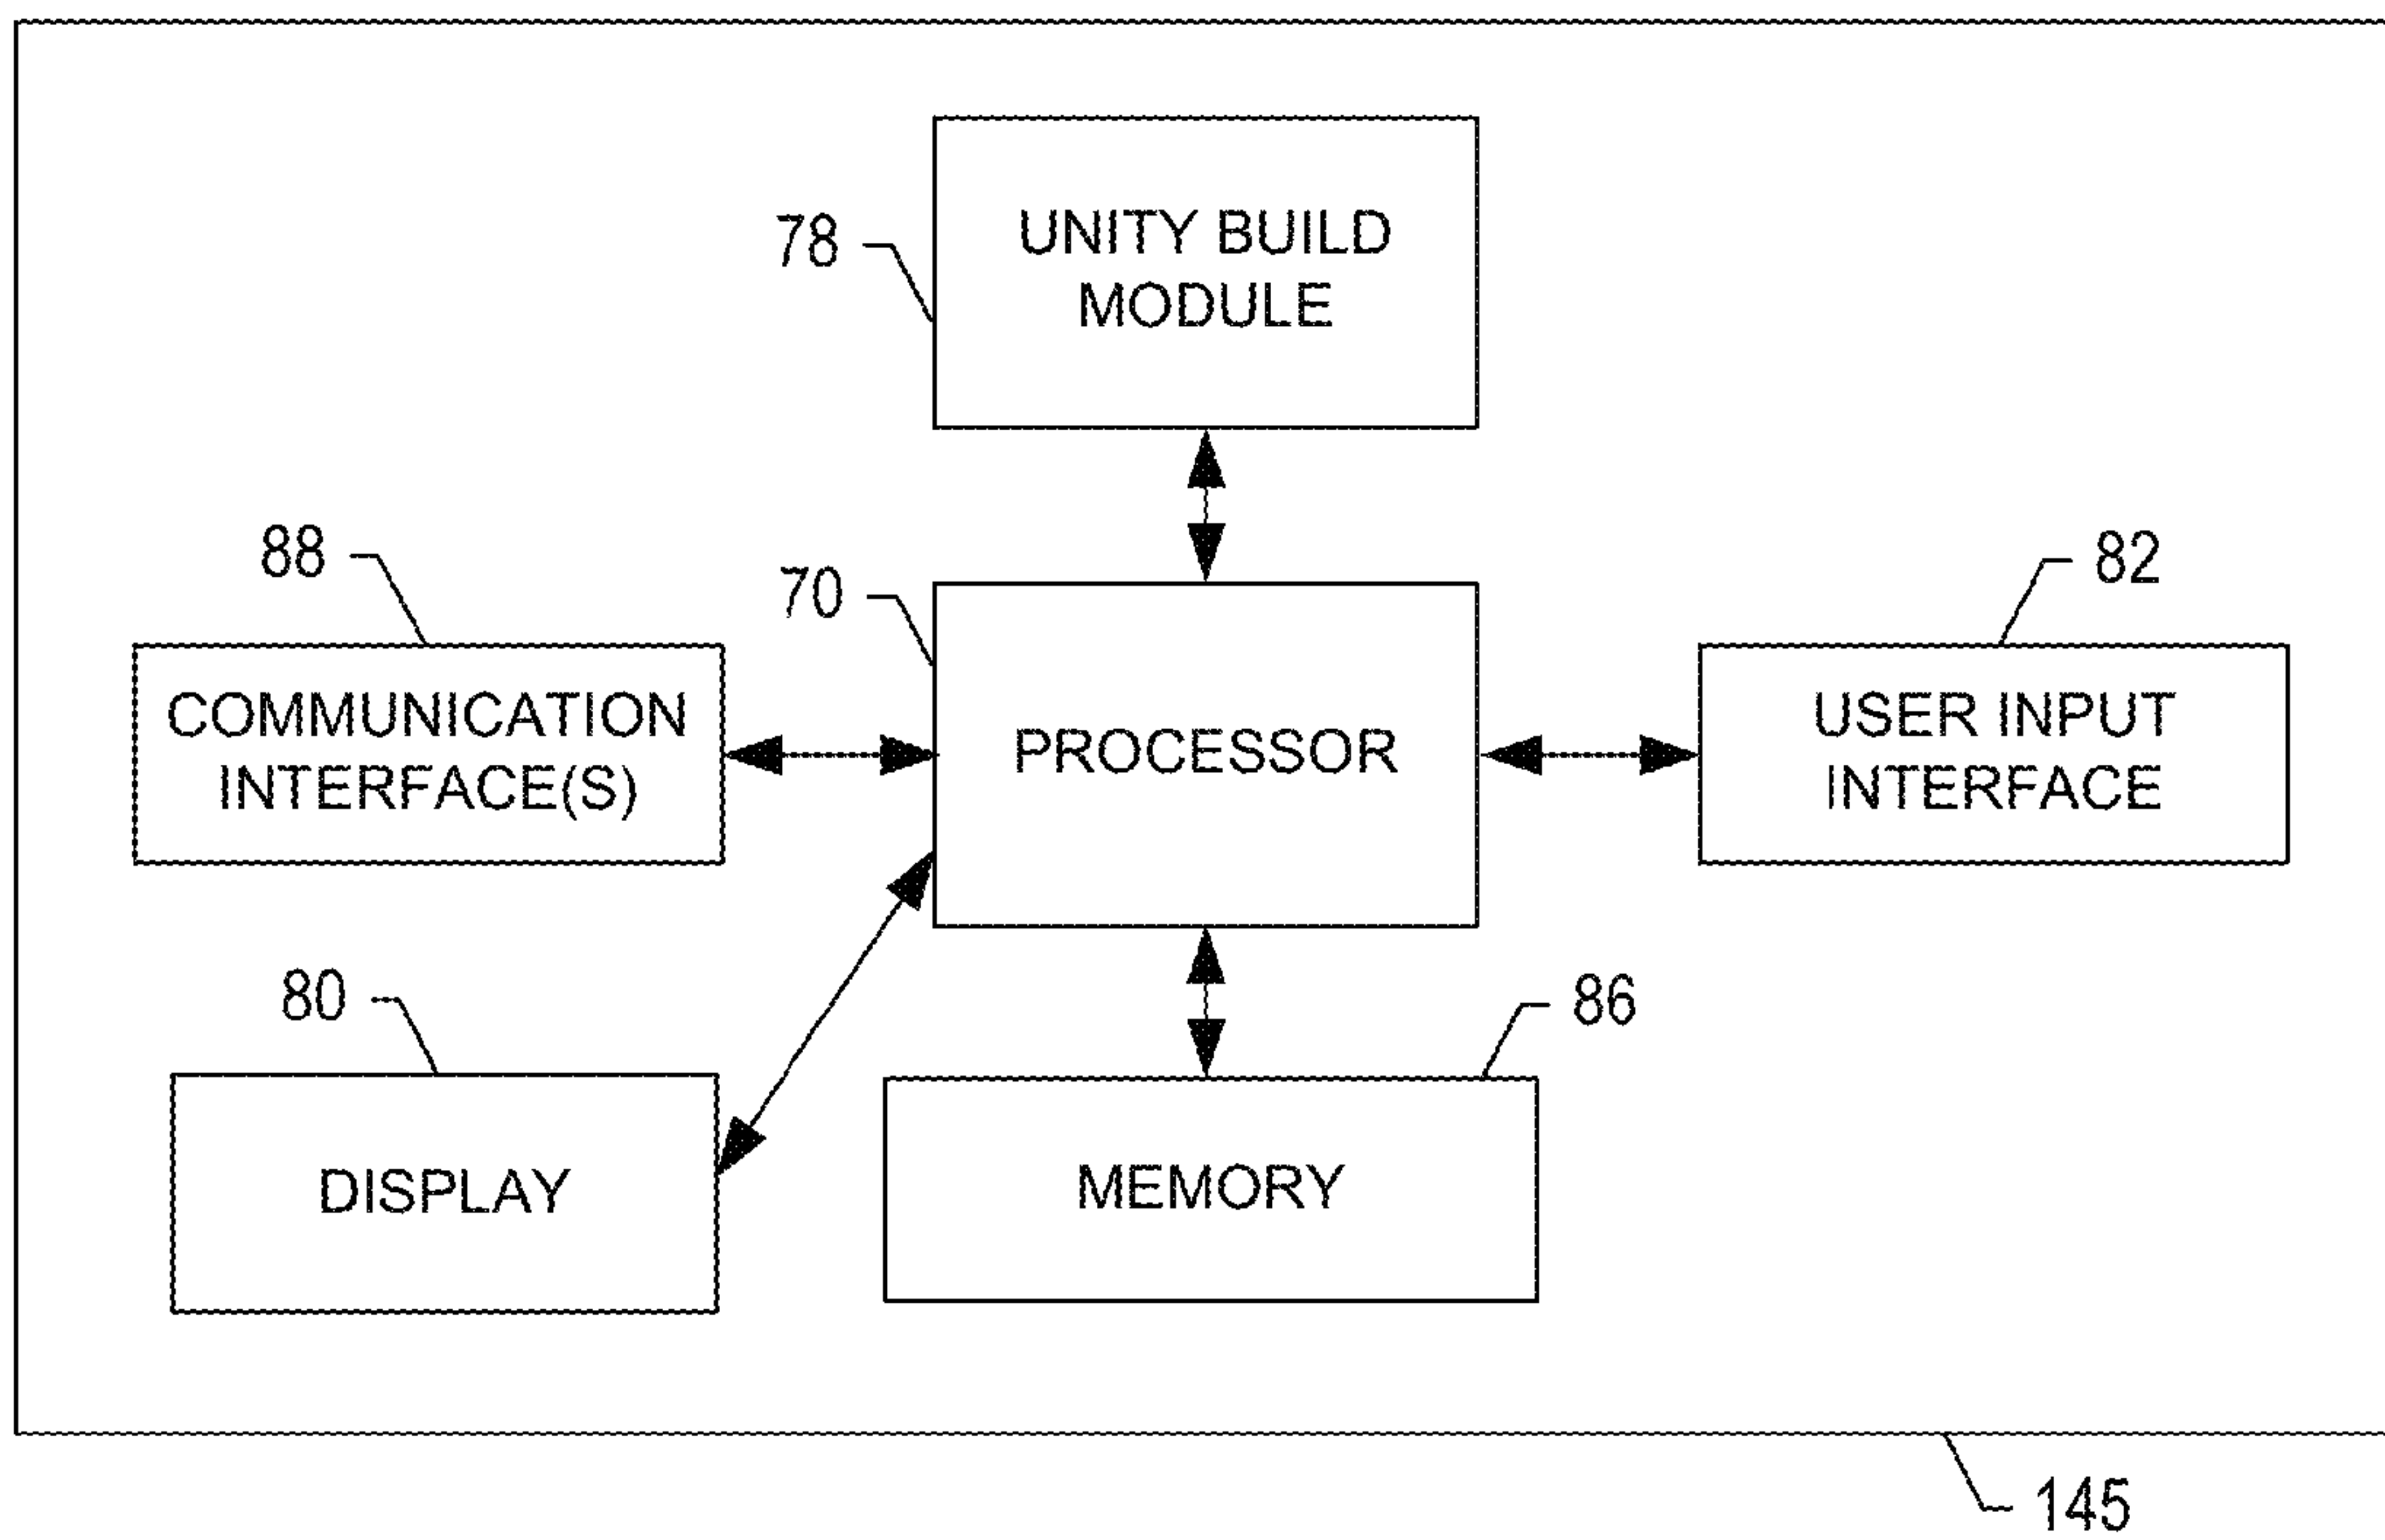 78
UNITY BUILD
MODULE
88
70
82
COMMUNICATION
INTERFACE(S)
PROCESSOR
USER INPUT
INTERFACE
80
86
DISPLAY
MEMORY
145